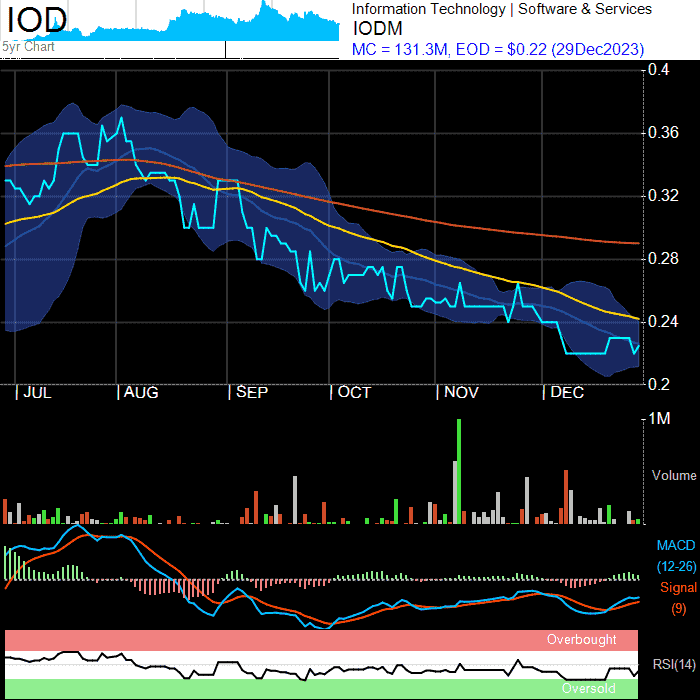 IOD
5yr Chart
Information Technology | Software & Services
IODM
MC = 131.3M, EOD = $0.22 (29Dec2023)
0.4
0.36
0.32
0.28
0.24
0.2
| JUL | AUG | SEP | OCT | NOV | DEC
1M
Volume
MACD
(12-26)
Signal
(9)
Overbought
RSI(14)
Oversold